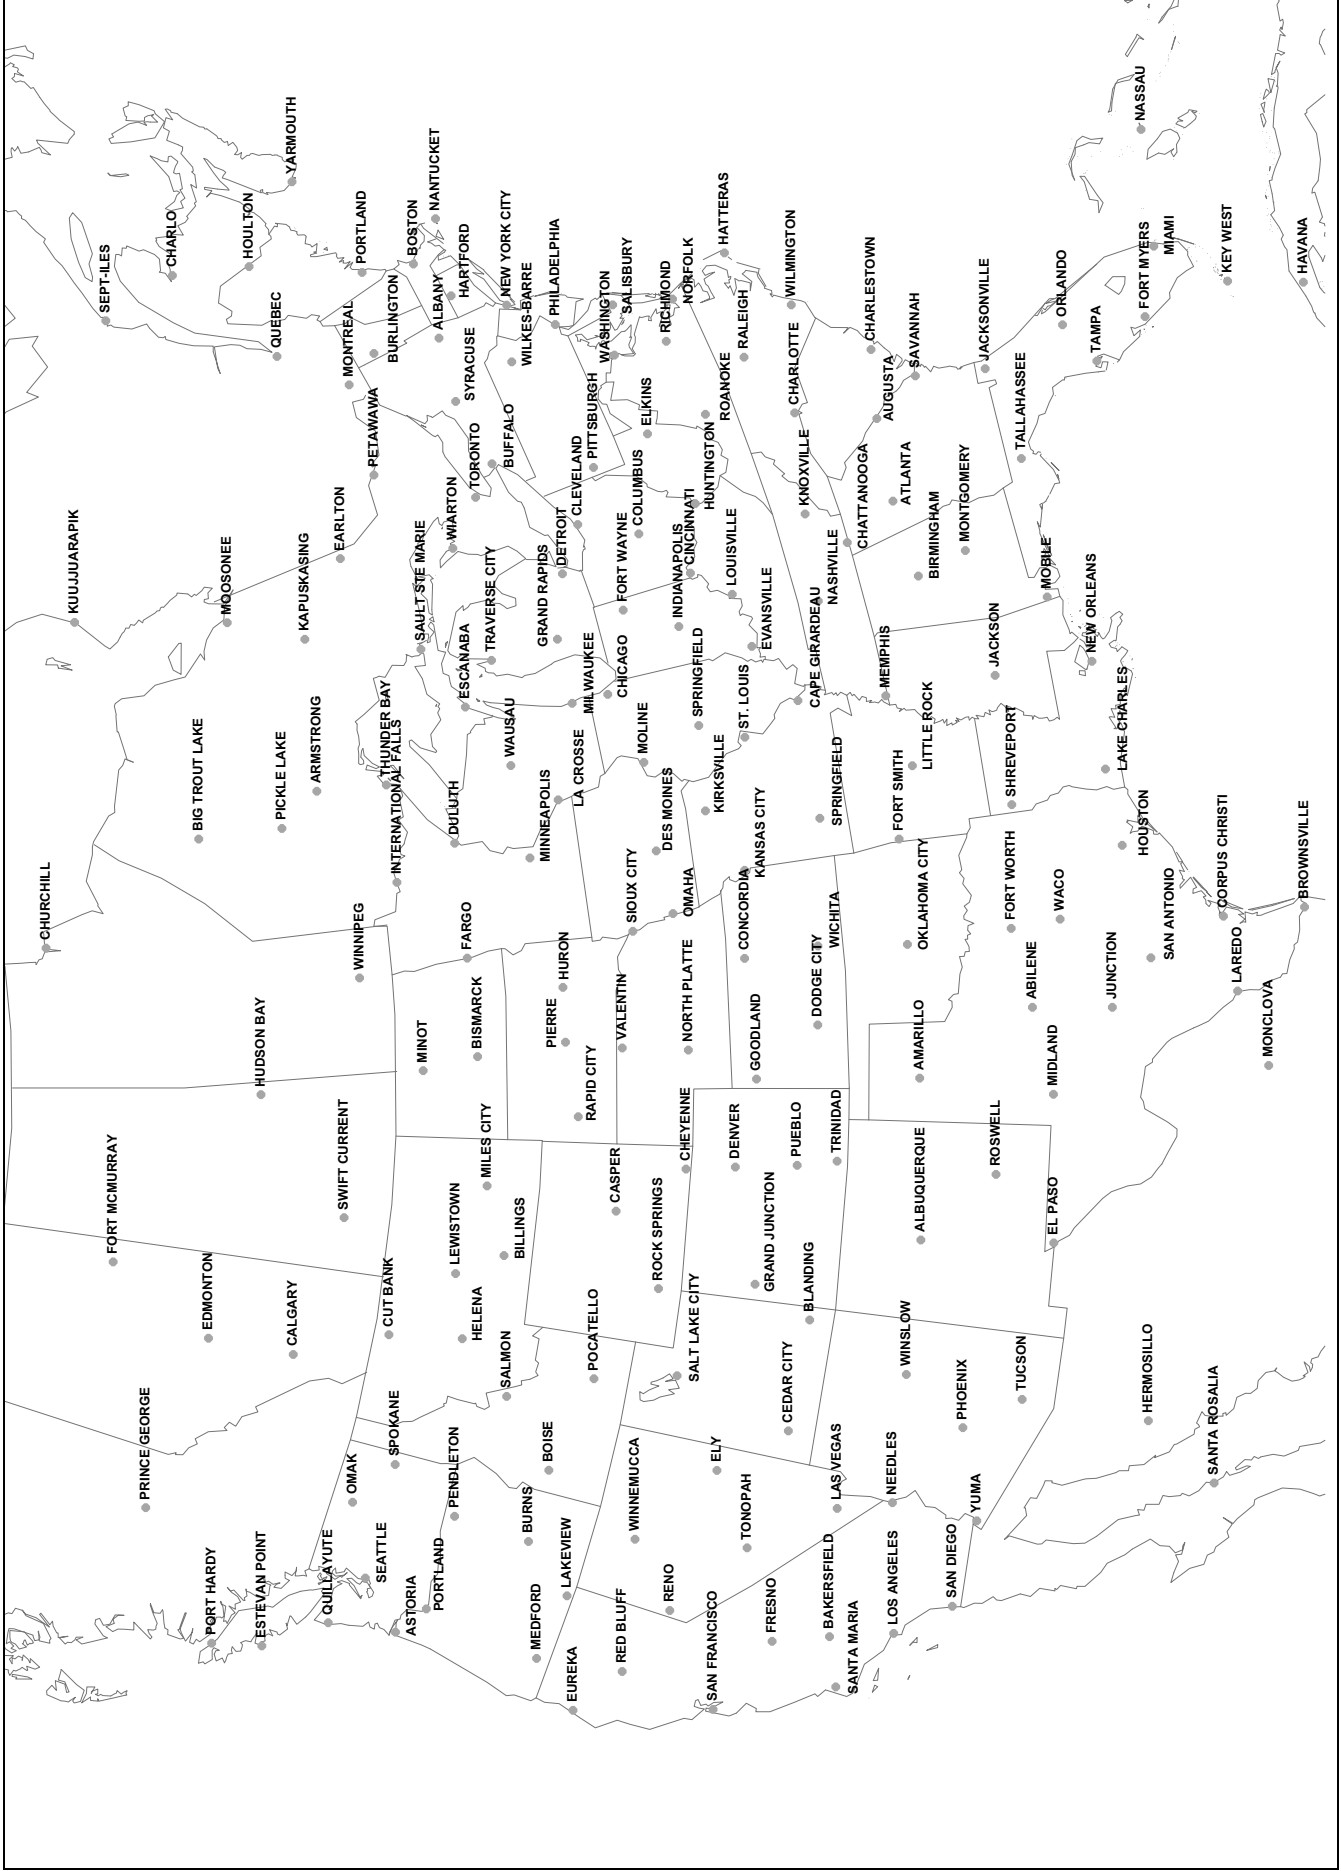 PORT HARDY
ESTEVAN POINT
QUILLAYUTE
SEATTLE
ASTORIA
PORTLAND
MEDFORD
EUREKA
RED BLUFF
SAN FRANCISCO
LAKEVIEW
RENO
FRESNO
BAKERSFIELD
SANTA MARIA
LOS ANGELES
SAN DIEGO
PRINCE GEORGE
OMAK
SPOKANE
PENDLETON
BURNS
BOISE
WINNEMUCCA
ELY
TONOPAH
LAS VEGAS
NEEDLES
YUMA
SANTA ROSALIA
HERMOSILLO
EDMONTON
CALGARY
CUT BANK
HELENA
SALMON
POCATELLO
SALT LAKE CITY
CEDAR CITY
WINSLOW
PHOENIX
TUCSON
FORT MCMURRAY
SWIFT CURRENT
LEWISTOWN
MILES CITY
BILLINGS
CASPER
ROCK SPRINGS
GRAND JUNCTION
BLANDING
ALBUQUERQUE
EL PASO
HUDSON BAY
MINOT
BISMARCK
PIERRE
RAPID CITY
VALENTIN
NORTH PLATTE
CHEYENNE
DENVER
PUEBLO
TRINIDAD
GOODLAND
DODGE CITY
AMARILLO
ROSWELL
MIDLAND
MONCLOVA
CHURCHILL
WINNIPEG
FARGO
HURON
SIOUX CITY
OMAHA
CONCORDIA
WICHITA
OKLAHOMA CITY
ABILENE
FORT WORTH
WACO
JUNCTION
SAN ANTONIO
LAREDO
CORPUS CHRISTI
BROWNSVILLE
BIG TROUT LAKE
PICKLE LAKE
ARMSTRONG
THUNDER BAY
INTERNATIONAL FALLS
DULUTH
MINNEAPOLIS
WAUSAU
LA CROSSE
DES MOINES
MOLINE
KIRKSVILLE
KANSAS CITY
SPRINGFIELD
FORT SMITH
LITTLE ROCK
SHREVEPORT
HOUSTON
LAKE CHARLES
KUUJJUARAPIK
MOOSONEE
KAPUSKASING
EARLTON
SAULT STE MARIE
ESCANABA
TRAVERSE CITY
WIARTON
GRAND RAPIDS
DETROIT
MILWAUKEE
CHICAGO
FORT WAYNE
INDIANAPOLIS
SPRINGFIELD
ST. LOUIS
EVANSVILLE
LOUISVILLE
CINCINNATI
CAPE GIRARDEAU
NASHVILLE
MEMPHIS
BIRMINGHAM
JACKSON
MOBILE
NEW ORLEANS
QUEBEC
MONTREAL
PETAWAWA
TORONTO
BUFFALO
SYRACUSE
CLEVELAND
PITTSBURGH
COLUMBUS
ELKINS
HUNTINGTON
ROANOKE
KNOXVILLE
CHARLOTTE
CHATTANOOGA
AUGUSTA
ATLANTA
MONTGOMERY
TALLAHASSEE
SEPT-ILES
CHARLO
HOULTON
YARMOUTH
PORTLAND
BURLINGTON
BOSTON
NANTUCKET
ALBANY
HARTFORD
NEW YORK CITY
WILKES-BARRE
PHILADELPHIA
WASHINGTON
SALISBURY
RICHMOND
NORFOLK
HATTERAS
RALEIGH
WILMINGTON
CHARLESTOWN
SAVANNAH
JACKSONVILLE
ORLANDO
TAMPA
FORT MYERS
MIAMI
KEY WEST
NASSAU
HAVANA